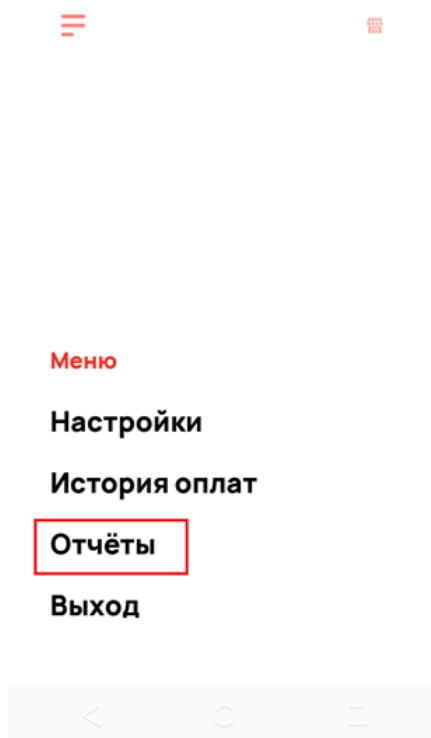 Меню
Настройки
История оплат
Отчёты
Выход